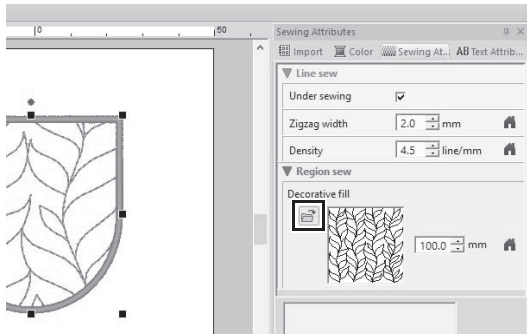 0
50
Sewing Attributes
Import Color Sewing At... AB Text Attrib...
Line sew
Under sewing
Zigzag width 2.0 mm
Density 4.5 line/mm
Region sew
Decorative fill
100.0 mm